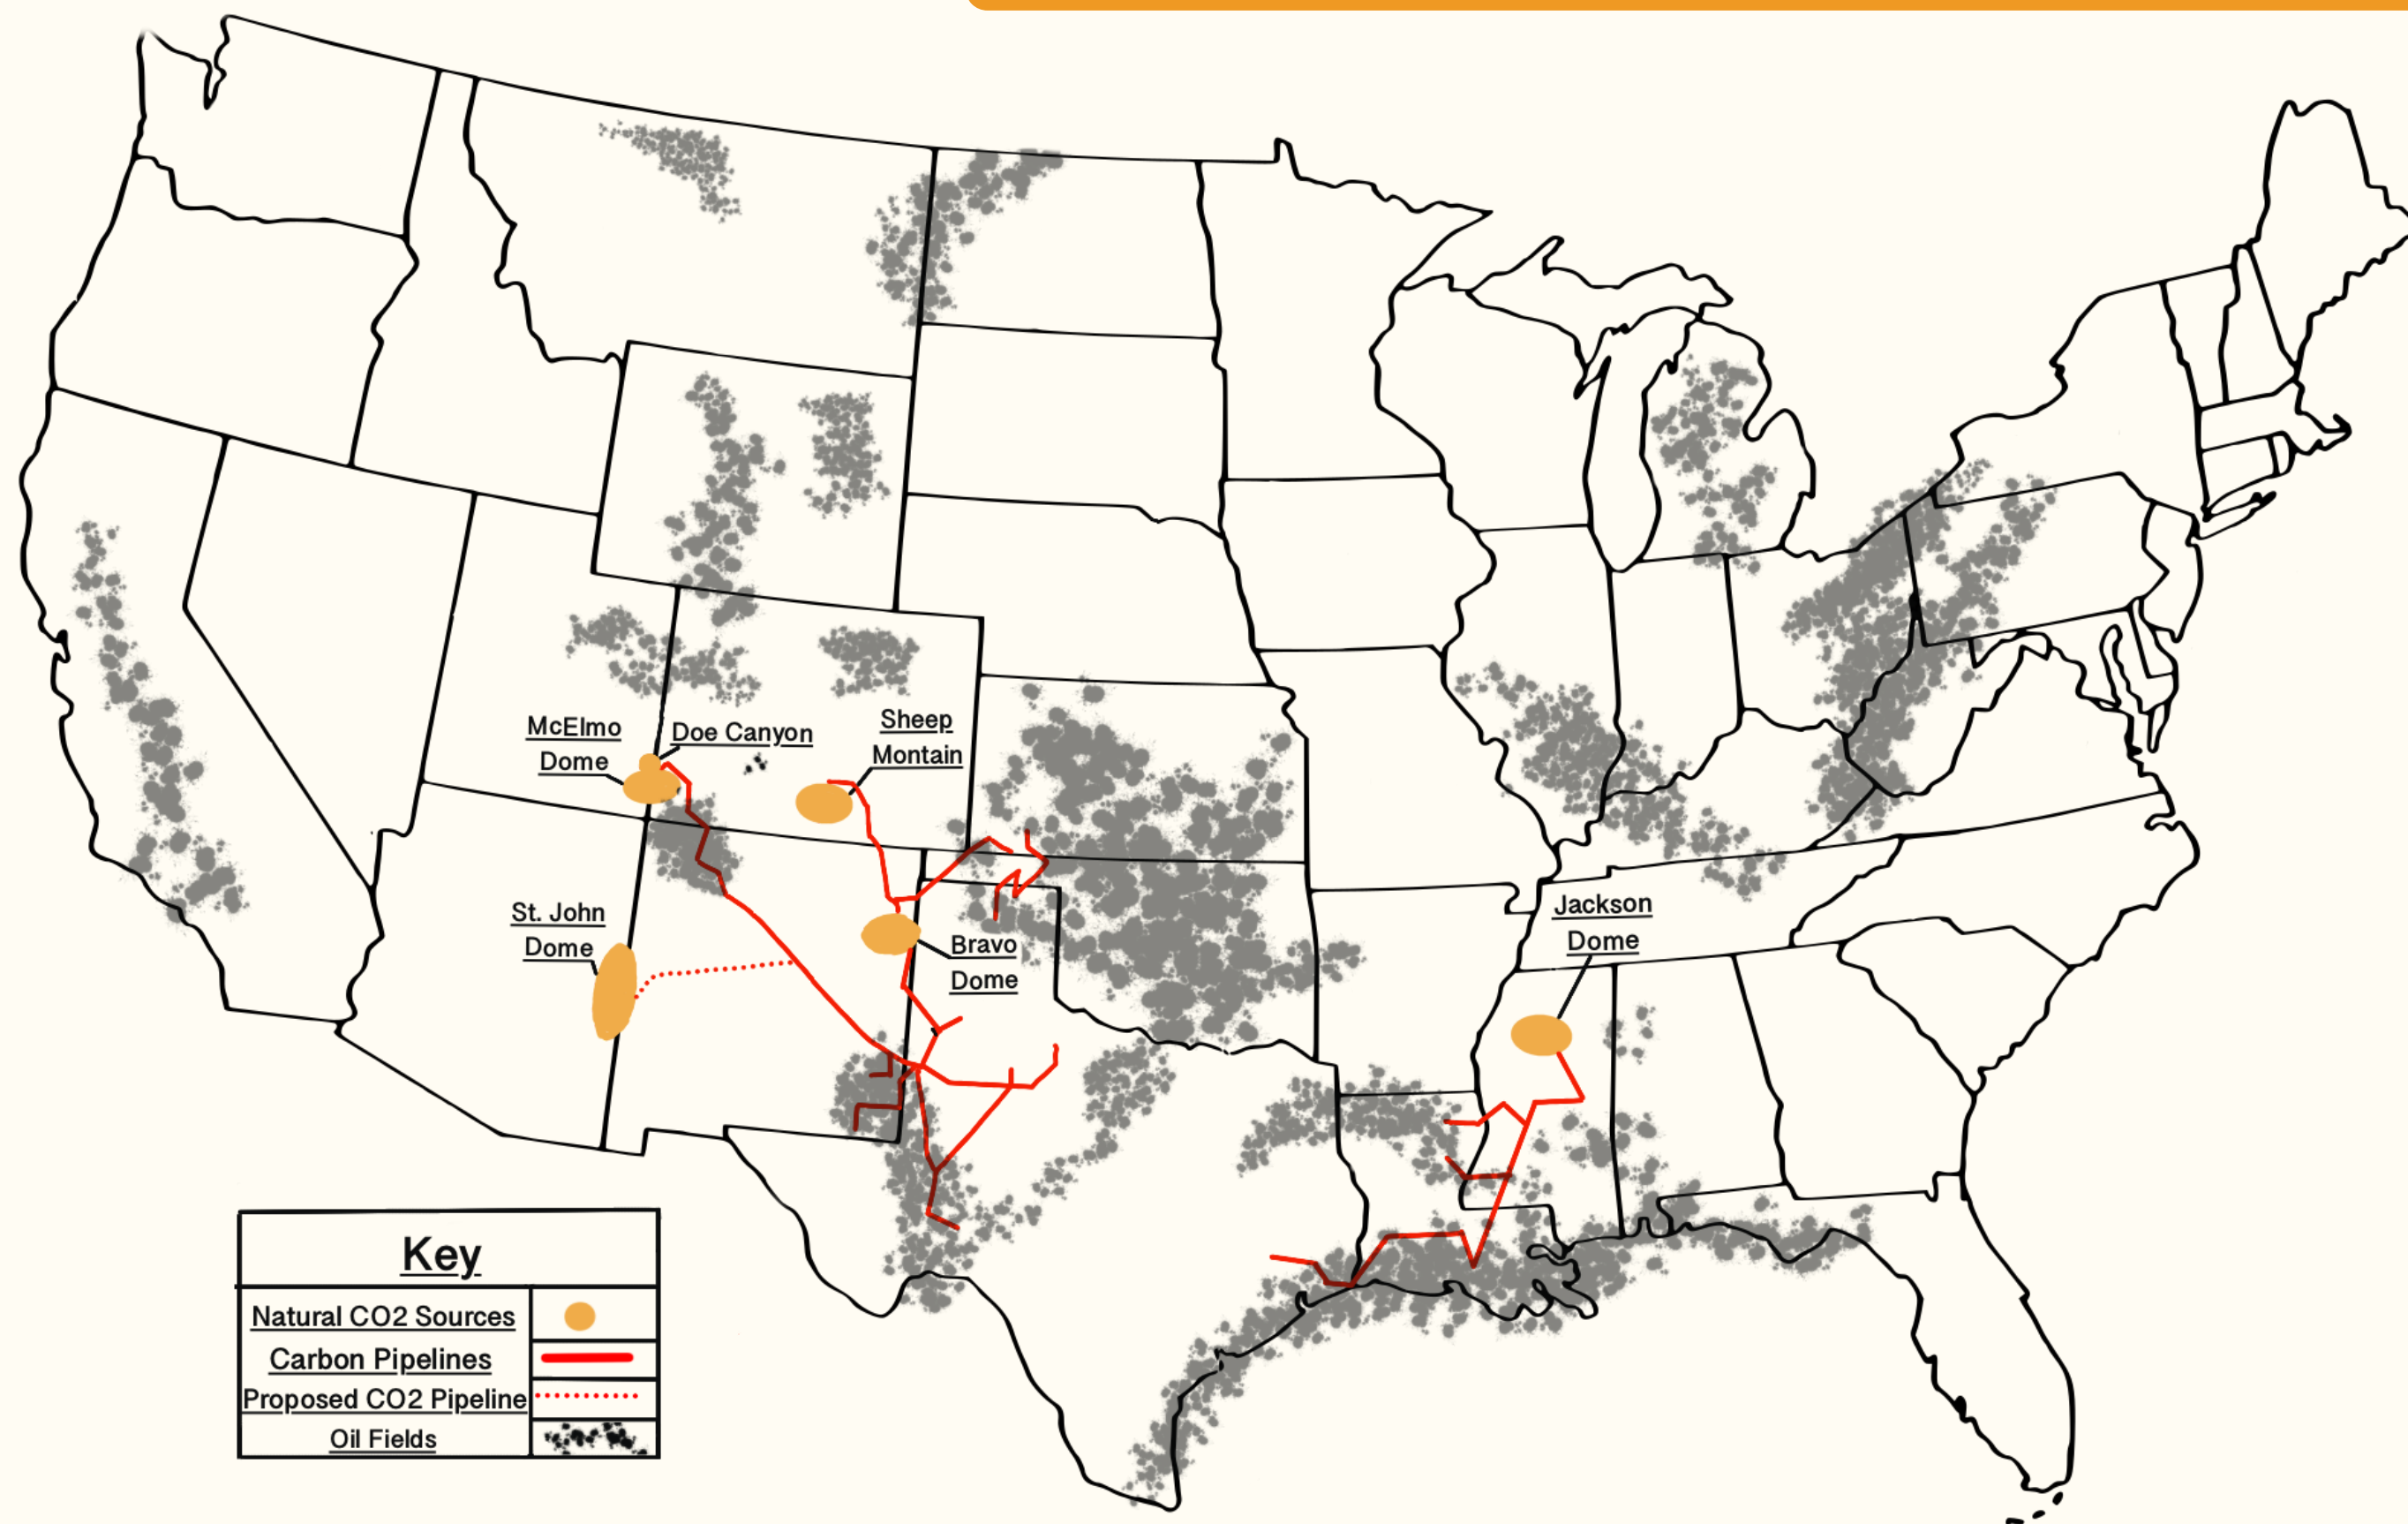 McElmo
Dome
Doe Canyon
Sheep
Montain
St. John
Dome
Bravo
Dome
Jackson
Dome
Key
Natural CO2 Sources
Carbon Pipelines
Proposed CO2 Pipeline
Oil Fields